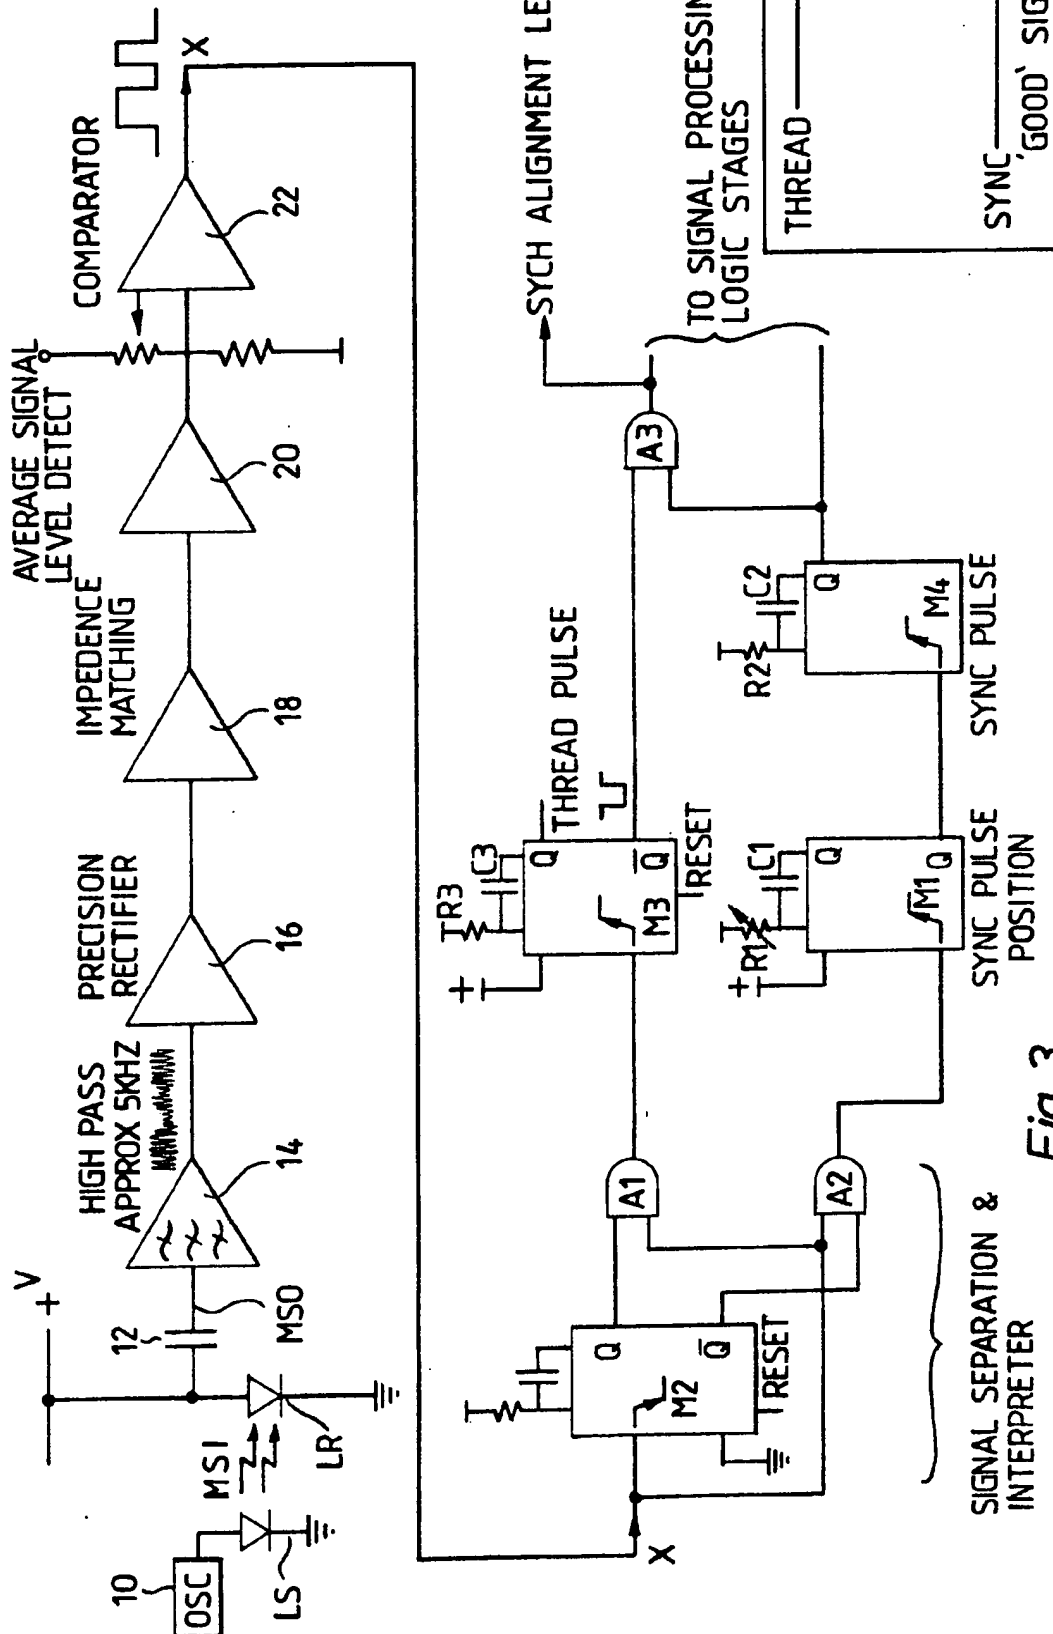 10
OSC
LS
MSI
LR
+ V
12
MSO
HIGH PASS
APPROX 5KHZ
14
PRECISION
RECTIFIER
16
IMPEDENCE
MATCHING
18
AVERAGE SIGNAL
LEVEL DETECT
20
COMPARATOR
22
X
X
M2
Q
Q̅
RESET
A1
A2
SIGNAL SEPARATION &
INTERPRETER
+
R3
C3
Q
M3
Q̅
RESET
THREAD PULSE
+
R1
C1
Q
M1
Q
SYNC PULSE
POSITION
R2
C2
Q
M4
SYNC PULSE
A3
SYCH ALIGNMENT LE
TO SIGNAL PROCESSIN
LOGIC STAGES
THREAD
SYNC
'GOOD' SIG
Fig. 3